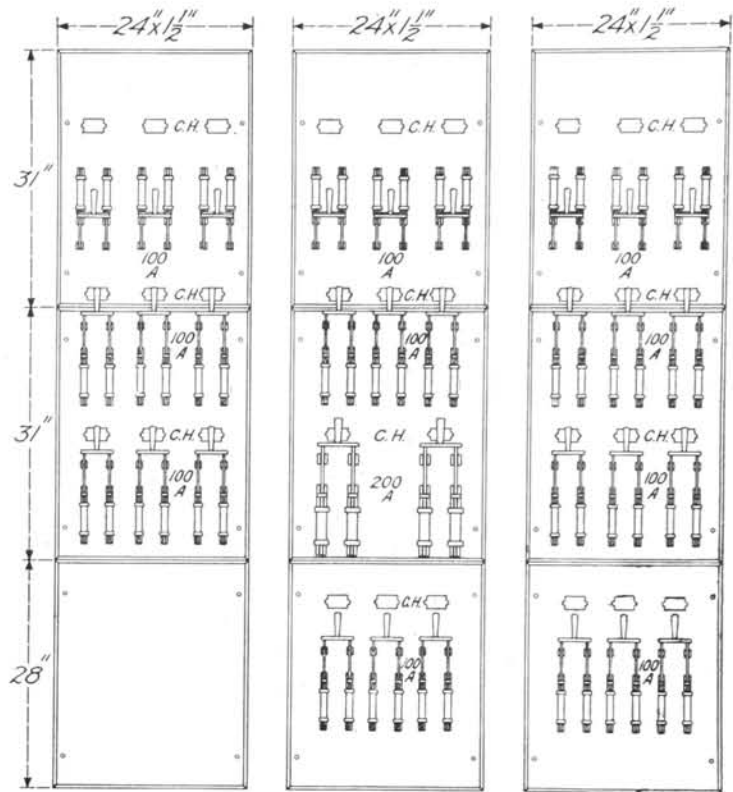 24"x1½" 24"x1½" 24"x1½"
C.H. C.H. C.H.
31"
100 A 100 A 100 A
C.H. C.H. C.H.
100 A 100 A 100 A
31"
C.H. C.H. C.H.
100 A 200 A 100 A
C.H.
28"
100 A 100 A